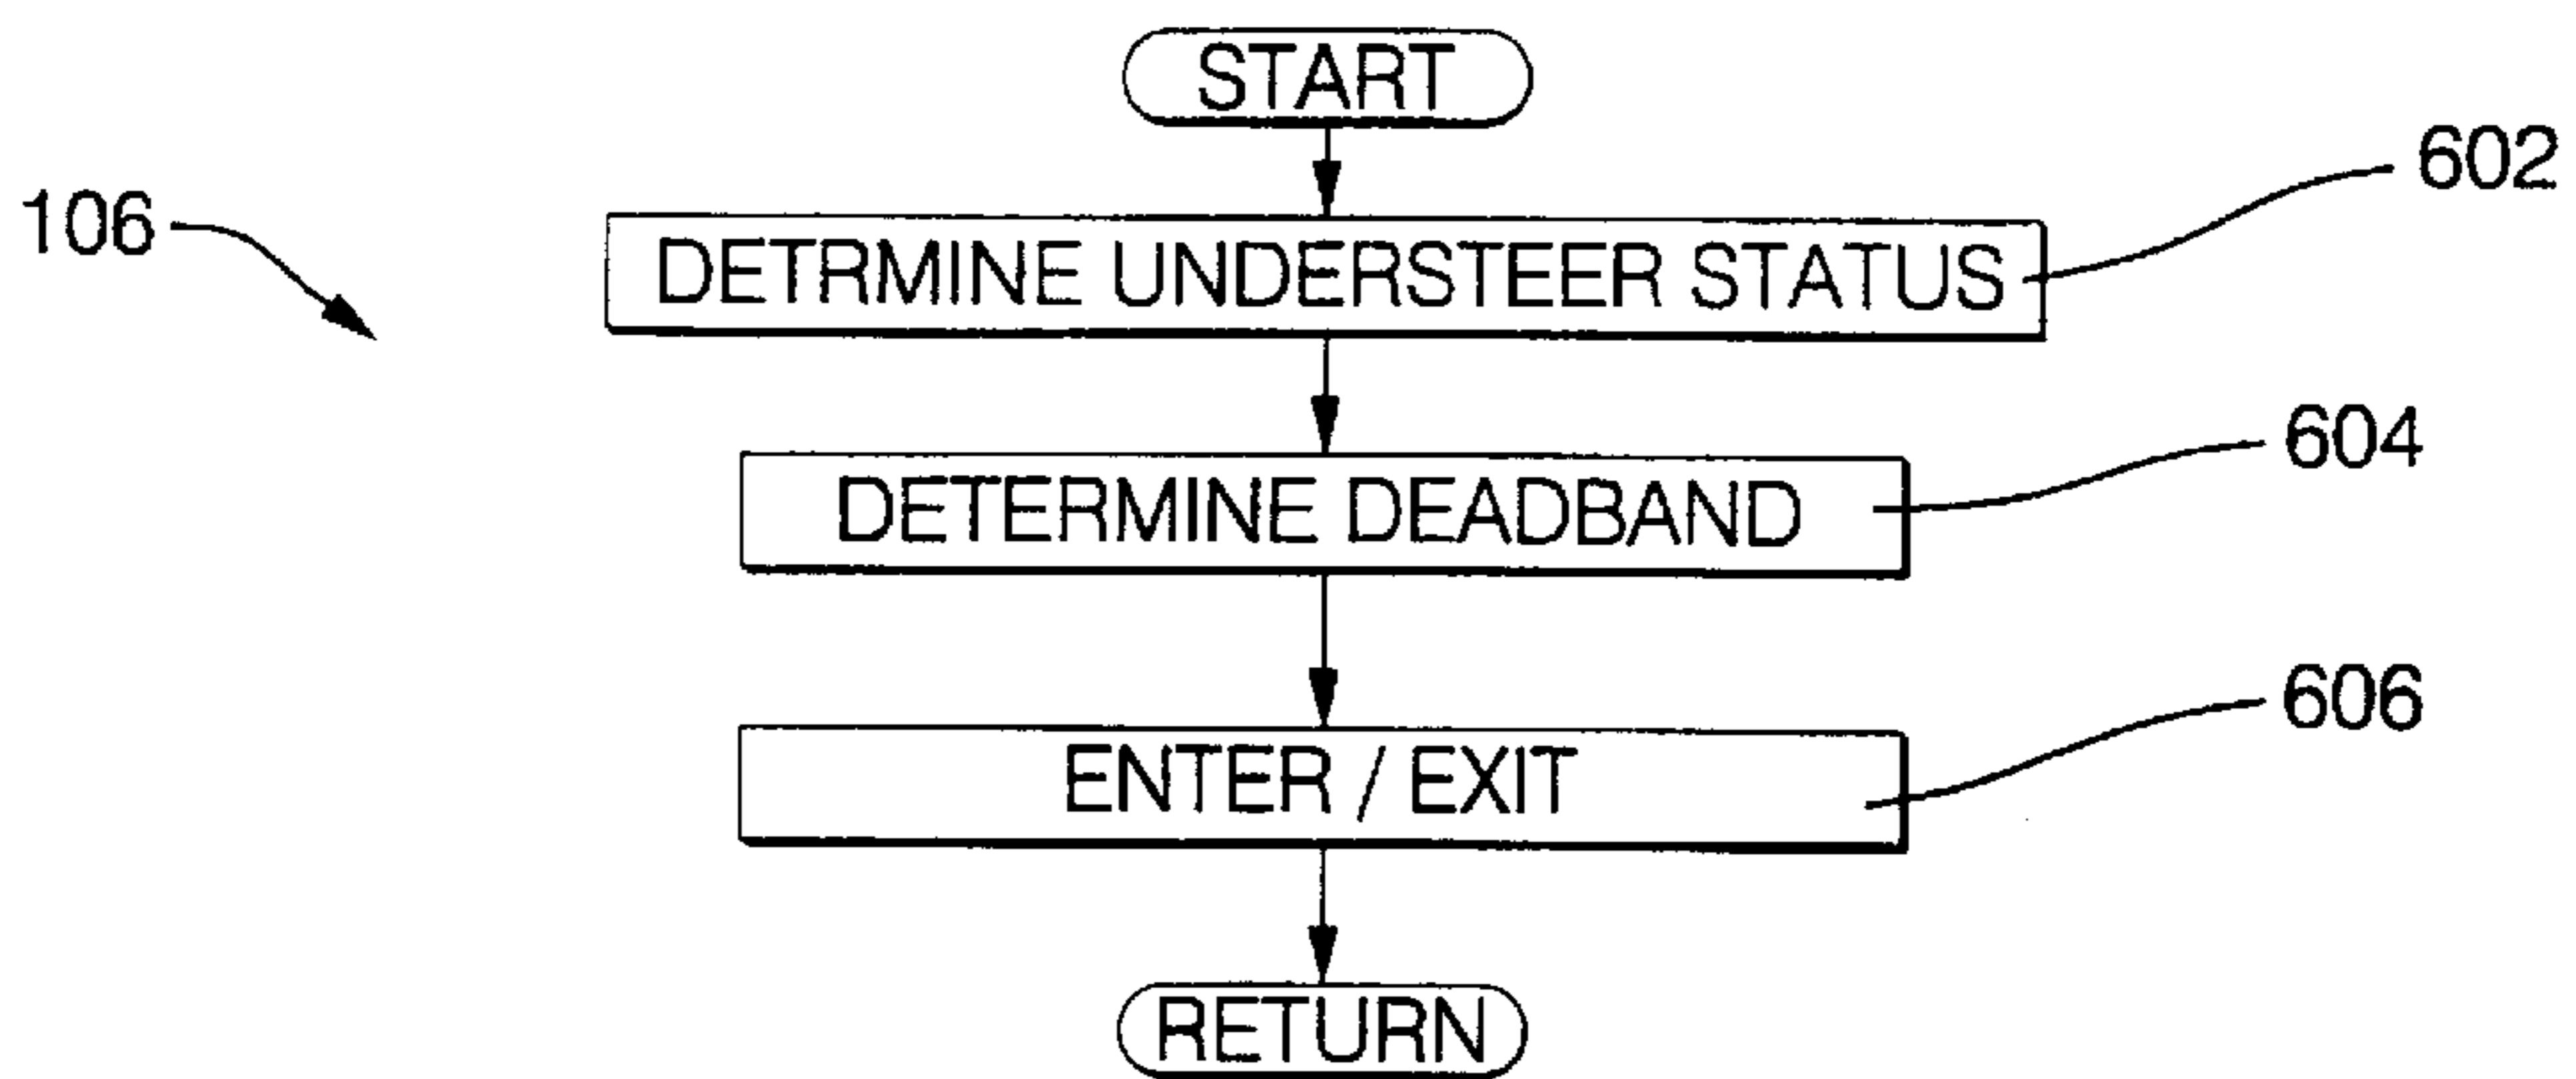 START
602
106
DETRMINE UNDERSTEER STATUS
604
DETERMINE DEADBAND
606
ENTER / EXIT
RETURN